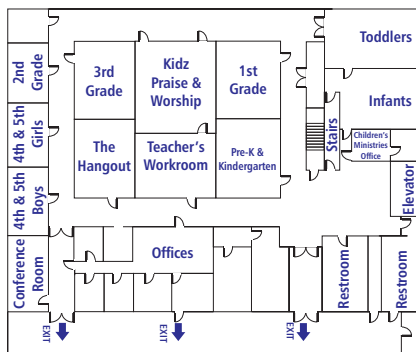 Toddlers
2nd
Grade
3rd
Grade
Kidz
Praise &
Worship
1st
Grade
Infants
4th & 5th
Girls
The
Hangout
Teacher's
Workroom
Pre-K &
Kindergarten
Stairs
Children's
Ministries
Office
4th & 5th
Boys
Elevator
Conference
Room
Offices
Restroom
Restroom
EXIT
EXIT
EXIT